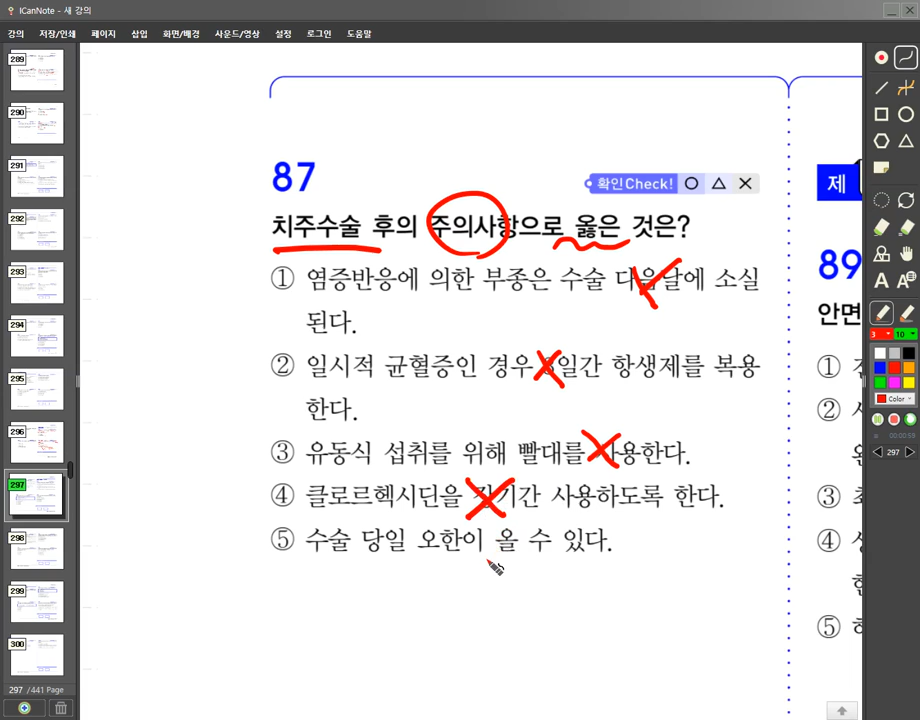 ICanNote - 새 강의
강의 저장/인쇄 페이지 삽입 화면/배경 사운드/영상 설정 로그인 도움말
289
290
291
292
293
294
295
296
297
298
299
300
297 /441 Page
87
확인Check! ○ △ ×
치주수술 후의 주의사항으로 옳은 것은?
① 염증반응에 의한 부종은 수술 다음날에 소실
된다.
② 일시적 균혈증인 경우 일간 항생제를 복용
한다.
③ 유동식 섭취를 위해 빨대를 사용한다.
④ 클로르헥시딘을 장기간 사용하도록 한다.
⑤ 수술 당일 오한이 올 수 있다.
제
89
안면
①
②
③
④
⑤
A
3 10
Color
00:00:59
297